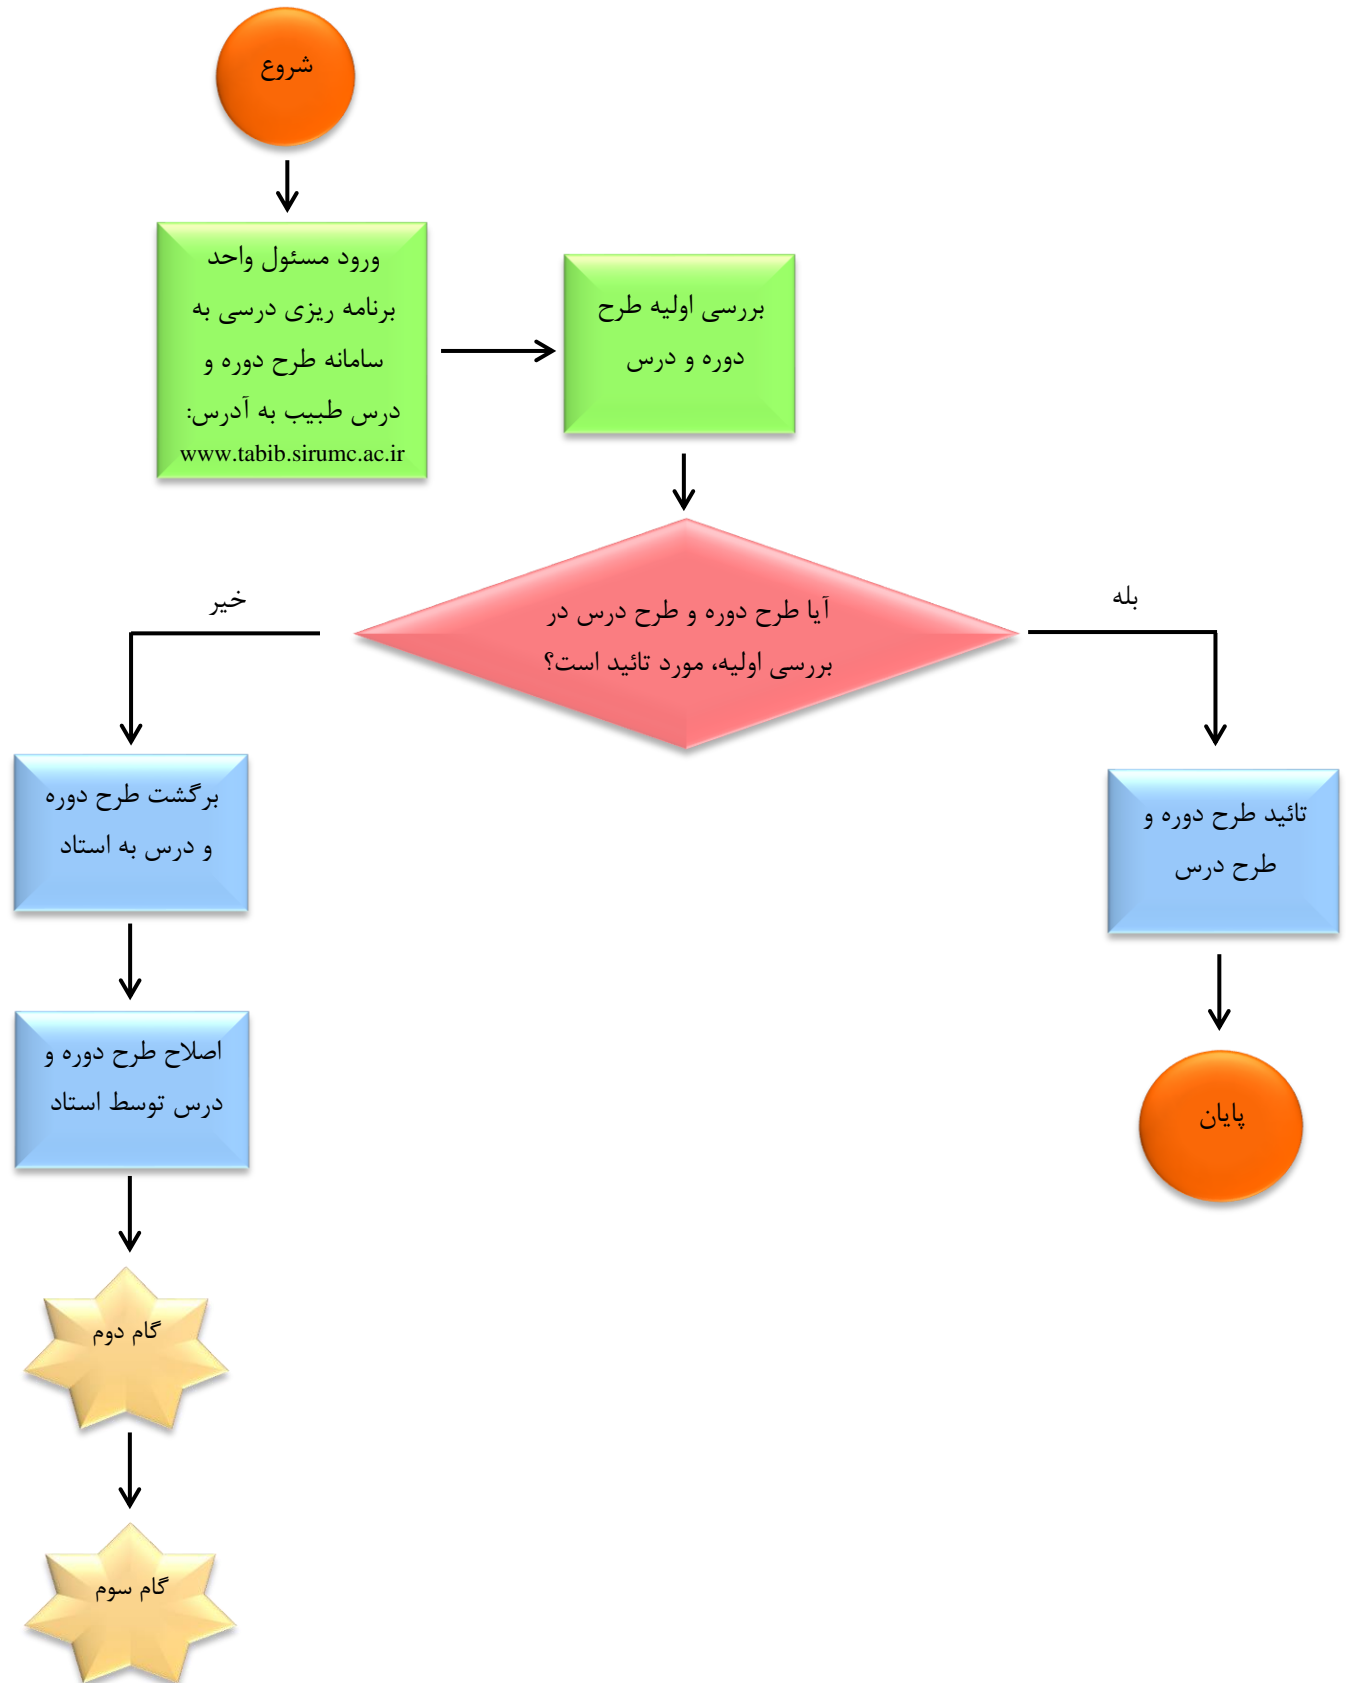 شروع
ورود مسئول واحد
برنامه ریزی درسی به
سامانه طرح دوره و
درس طبیب به آدرس:
www.tabib.sirumc.ac.ir
بررسی اولیه طرح
دوره و درس
آیا طرح دوره و طرح درس در
بررسی اولیه، مورد تائید است؟
بله
خیر
تائید طرح دوره و
طرح درس
پایان
برگشت طرح دوره
و درس به استاد
اصلاح طرح دوره و
درس توسط استاد
گام دوم
گام سوم